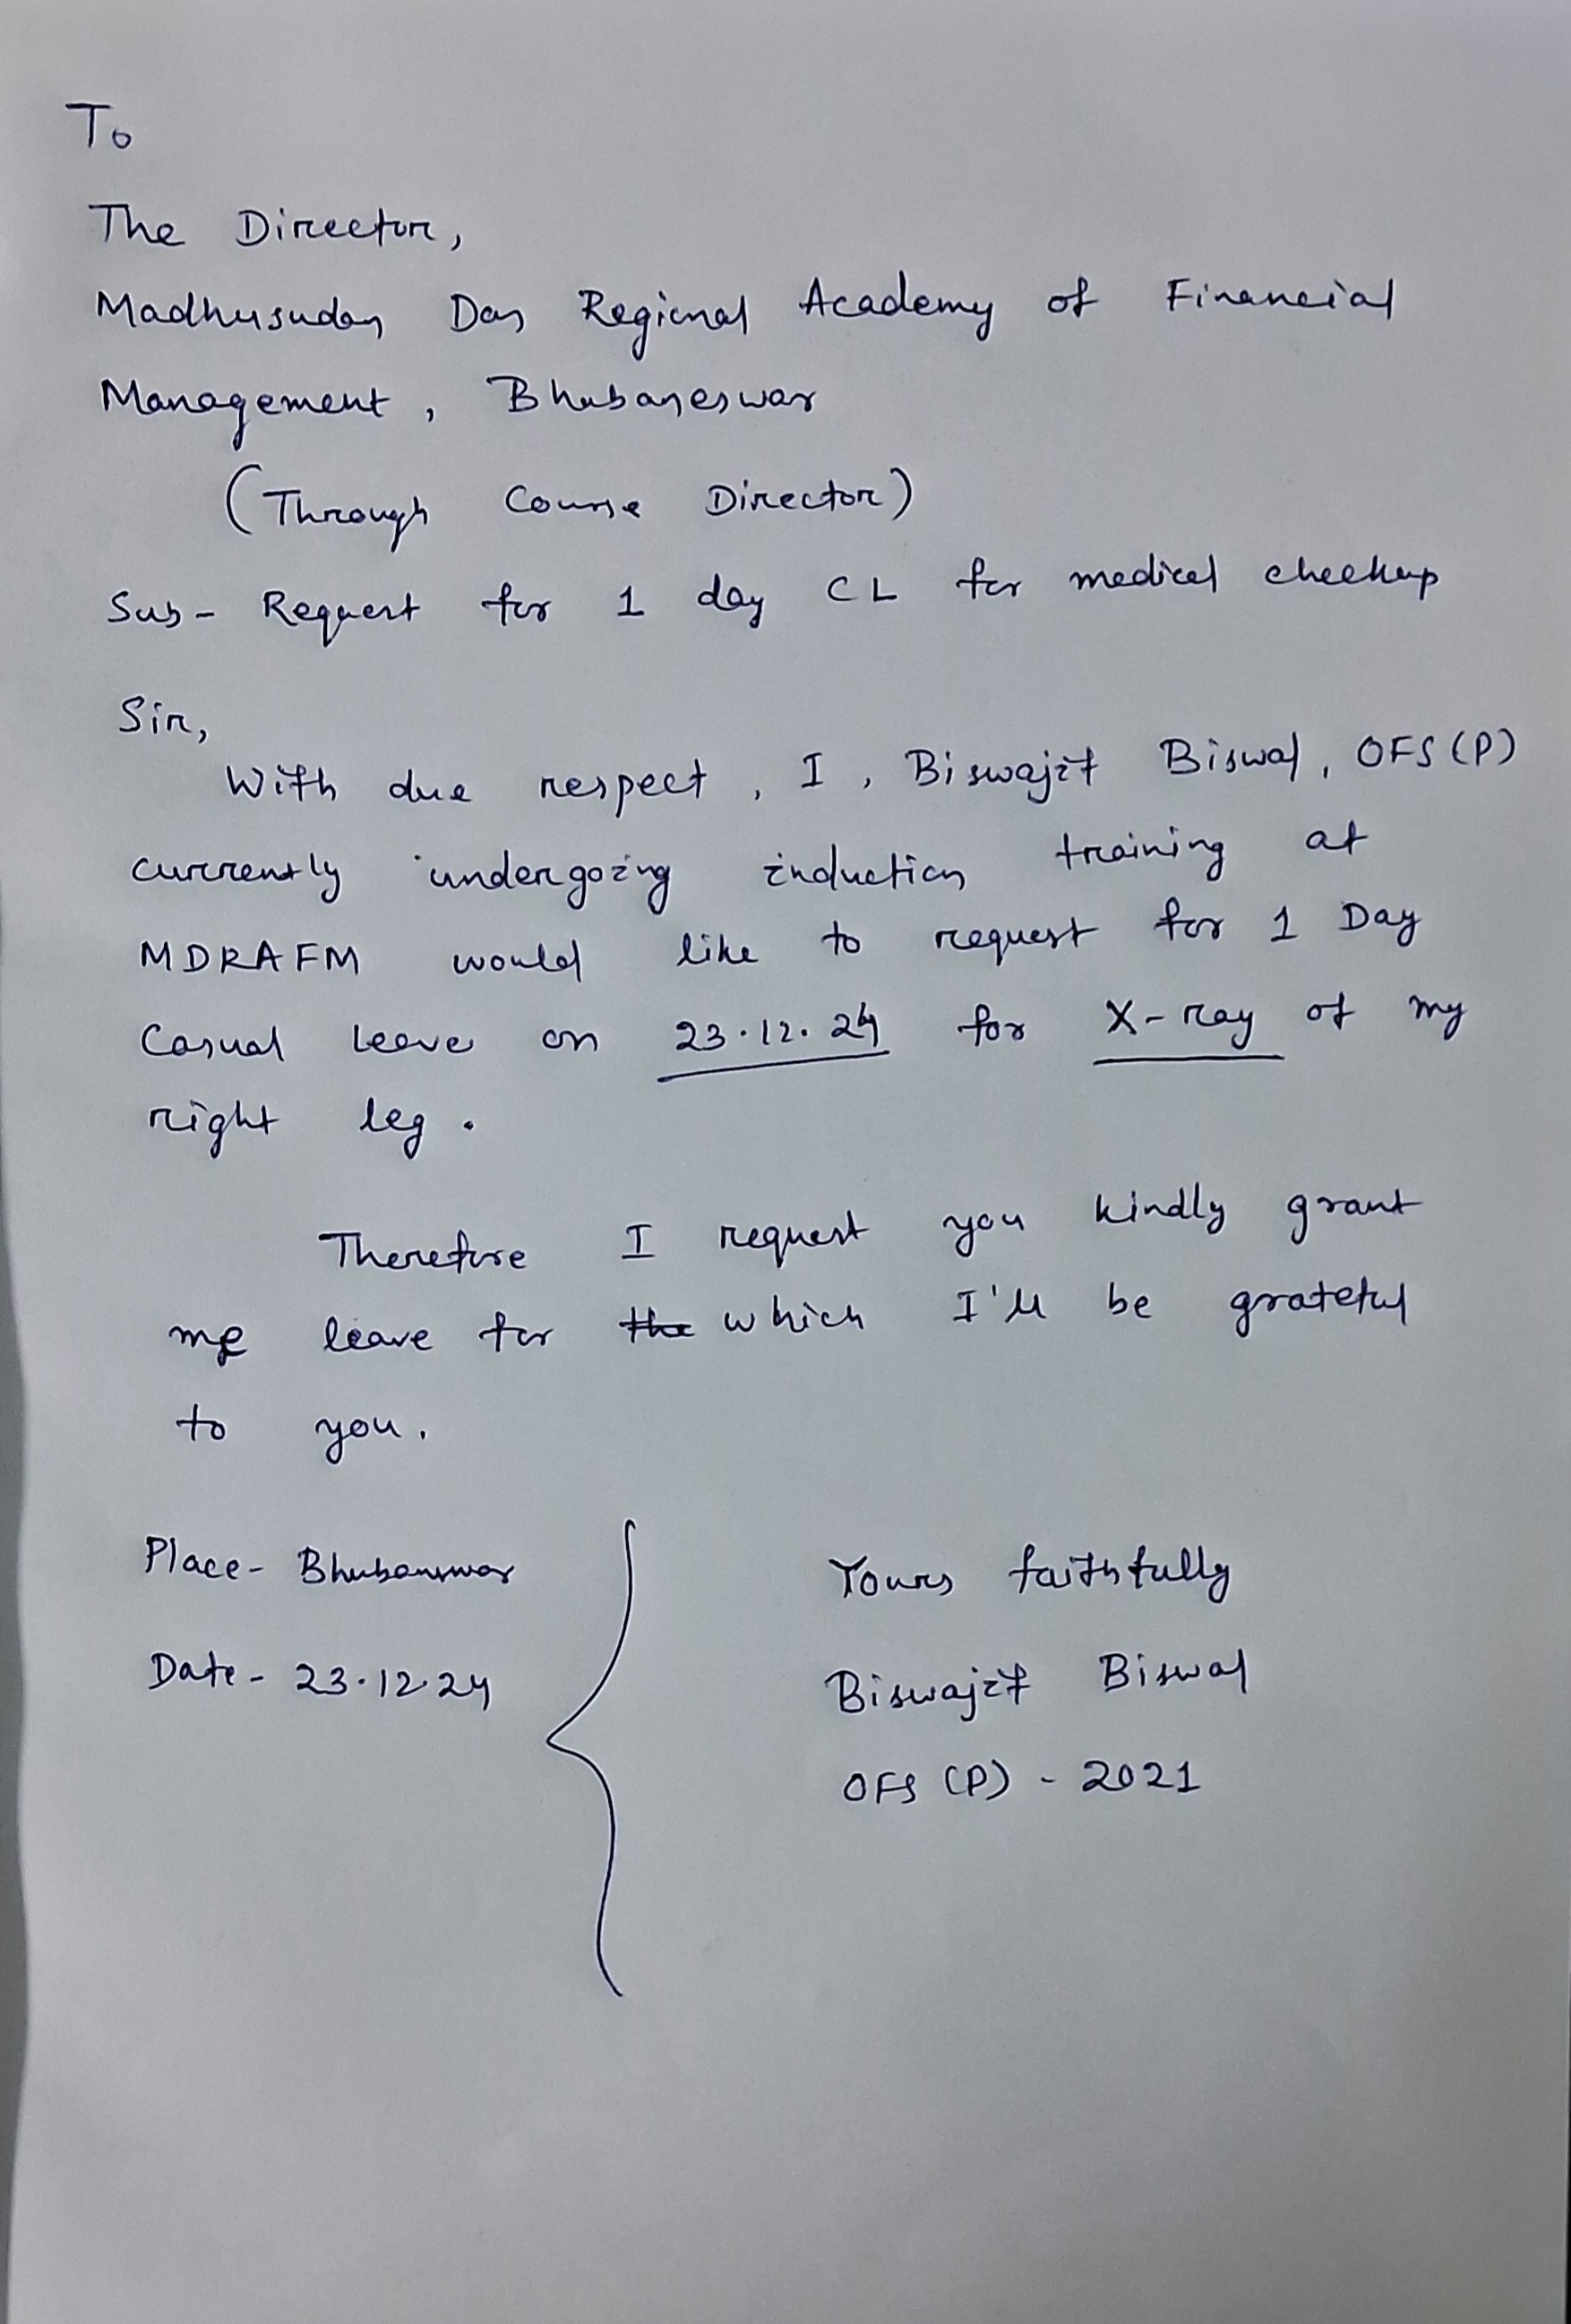 To
The Director,
Madhusudan Das Regional Academy of Financial
Management, Bhubaneswar
(Through Course Director)
Sub- Request for 1 day CL for medical checkup
Sir,
With due respect, I, Biswajit Biswal, OFS (P)
currently undergoing induction training at
MDRAFM would like to request for 1 Day
Casual leave on 23.12.24 for X-ray of my
right leg.
Therefore I request you kindly grant
me leave for the which I'll be grateful
to you.
Place- Bhubaneswar
Date- 23.12.24
Yours faithfully
Biswajit Biswal
OFS (P) - 2021